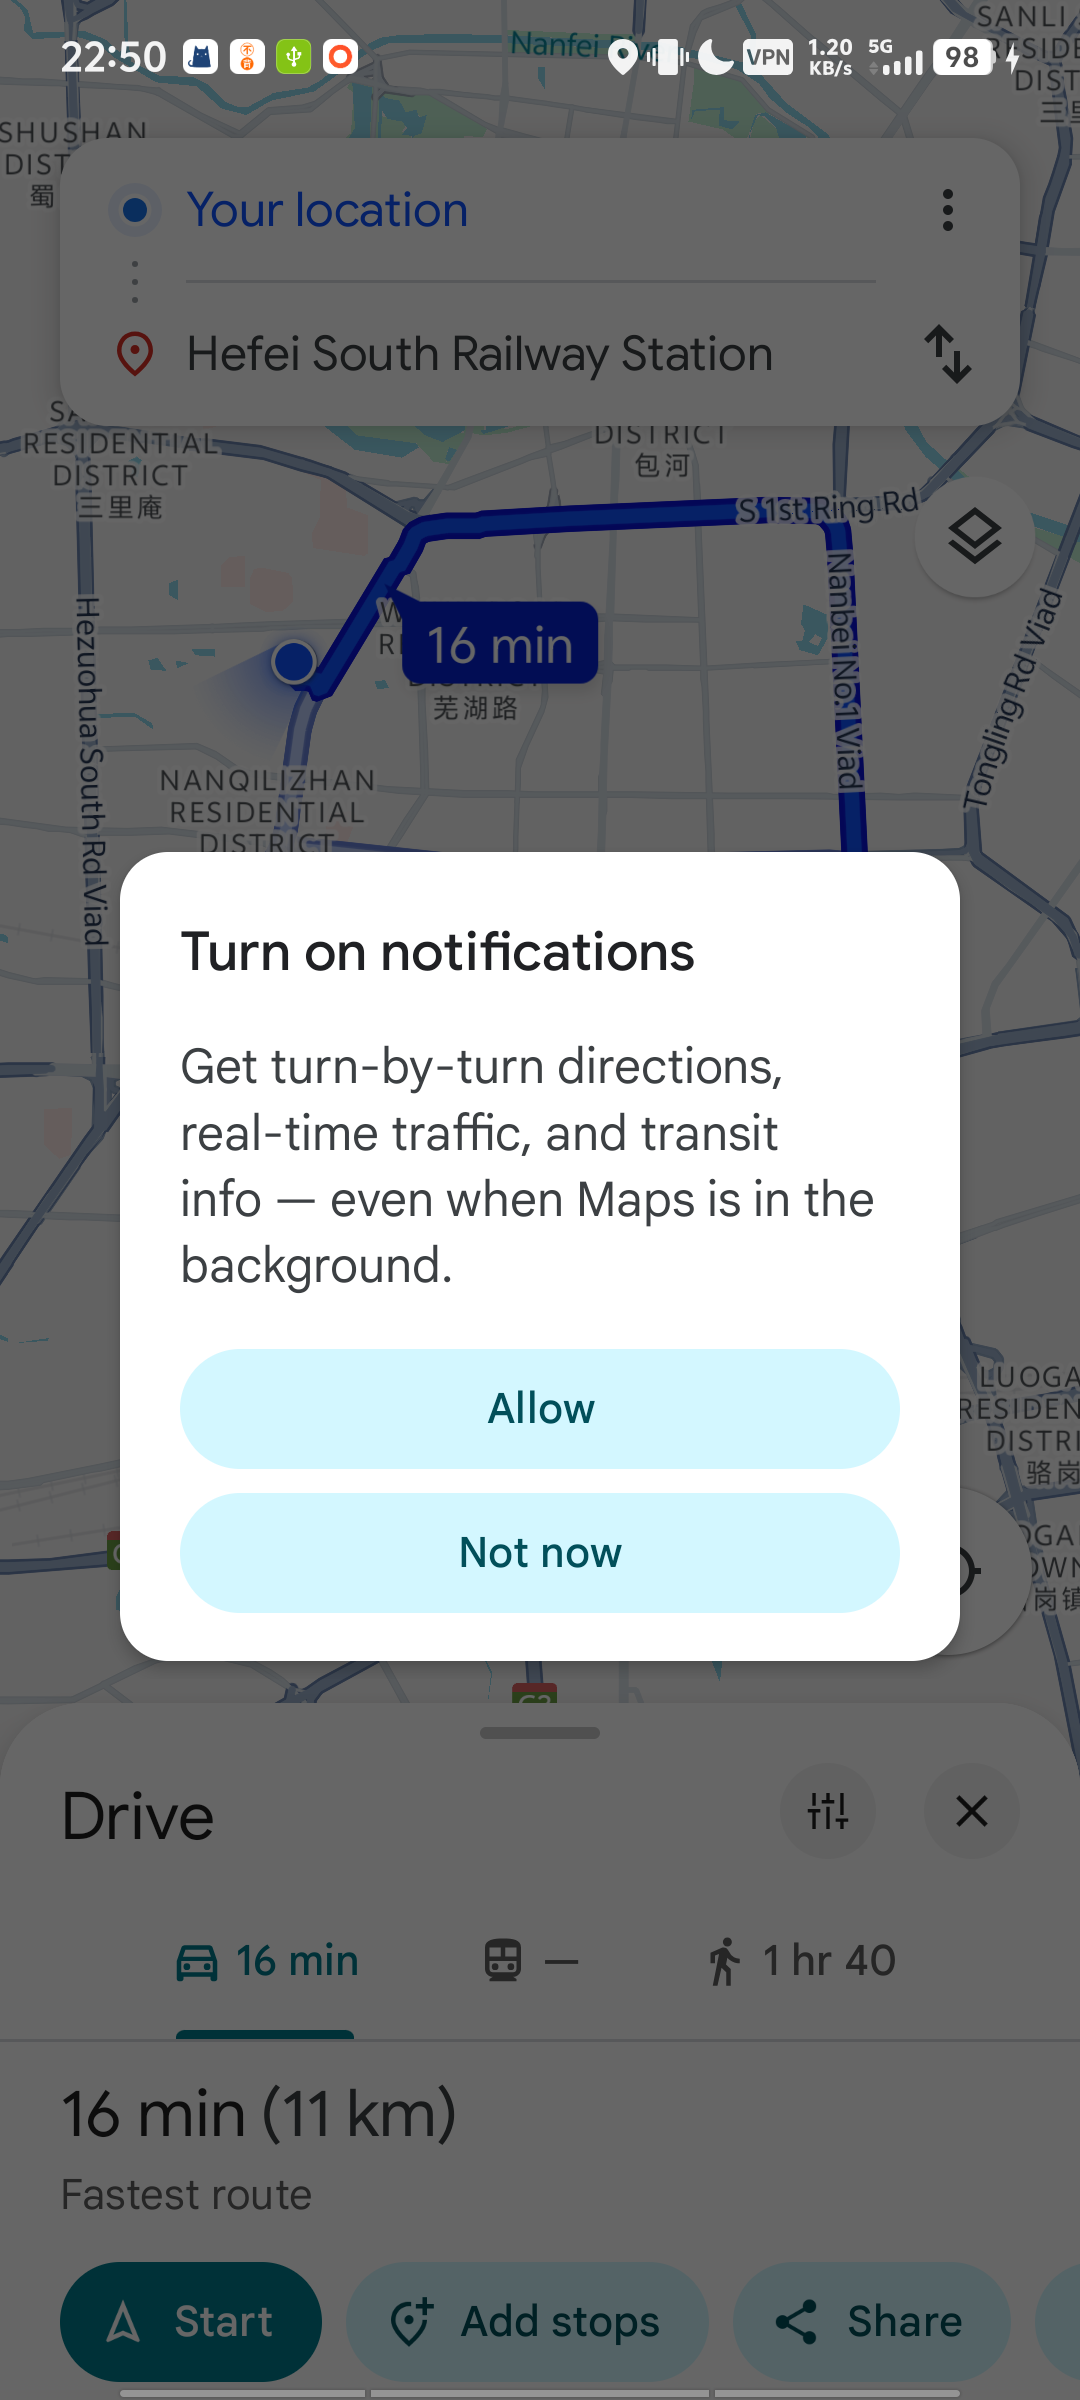 22:50
VPN
1.20
KB/s
5G
98
Nanfei
SHUSHAN
DIST
蜀
SANLI
DIST
Your location
Hefei South Railway Station
RESIDENTIAL
DISTRICT
三里庵
DISTRICT
包河
S 1st Ring Rd
Nanbei No.1 Viad
Tongling Rd Viad
Hezuohua South Rd Viad
16 min
芜湖路
NANQILIZHAN
RESIDENTIAL
DISTRICT
Turn on notifications
Get turn-by-turn directions,
real-time traffic, and transit
info — even when Maps is in the
background.
Allow
Not now
LUOGA
RESIDEN
DISTRI
骆岗
岗镇
G3
Drive
16 min
—
1 hr 40
16 min (11 km)
Fastest route
Start
Add stops
Share